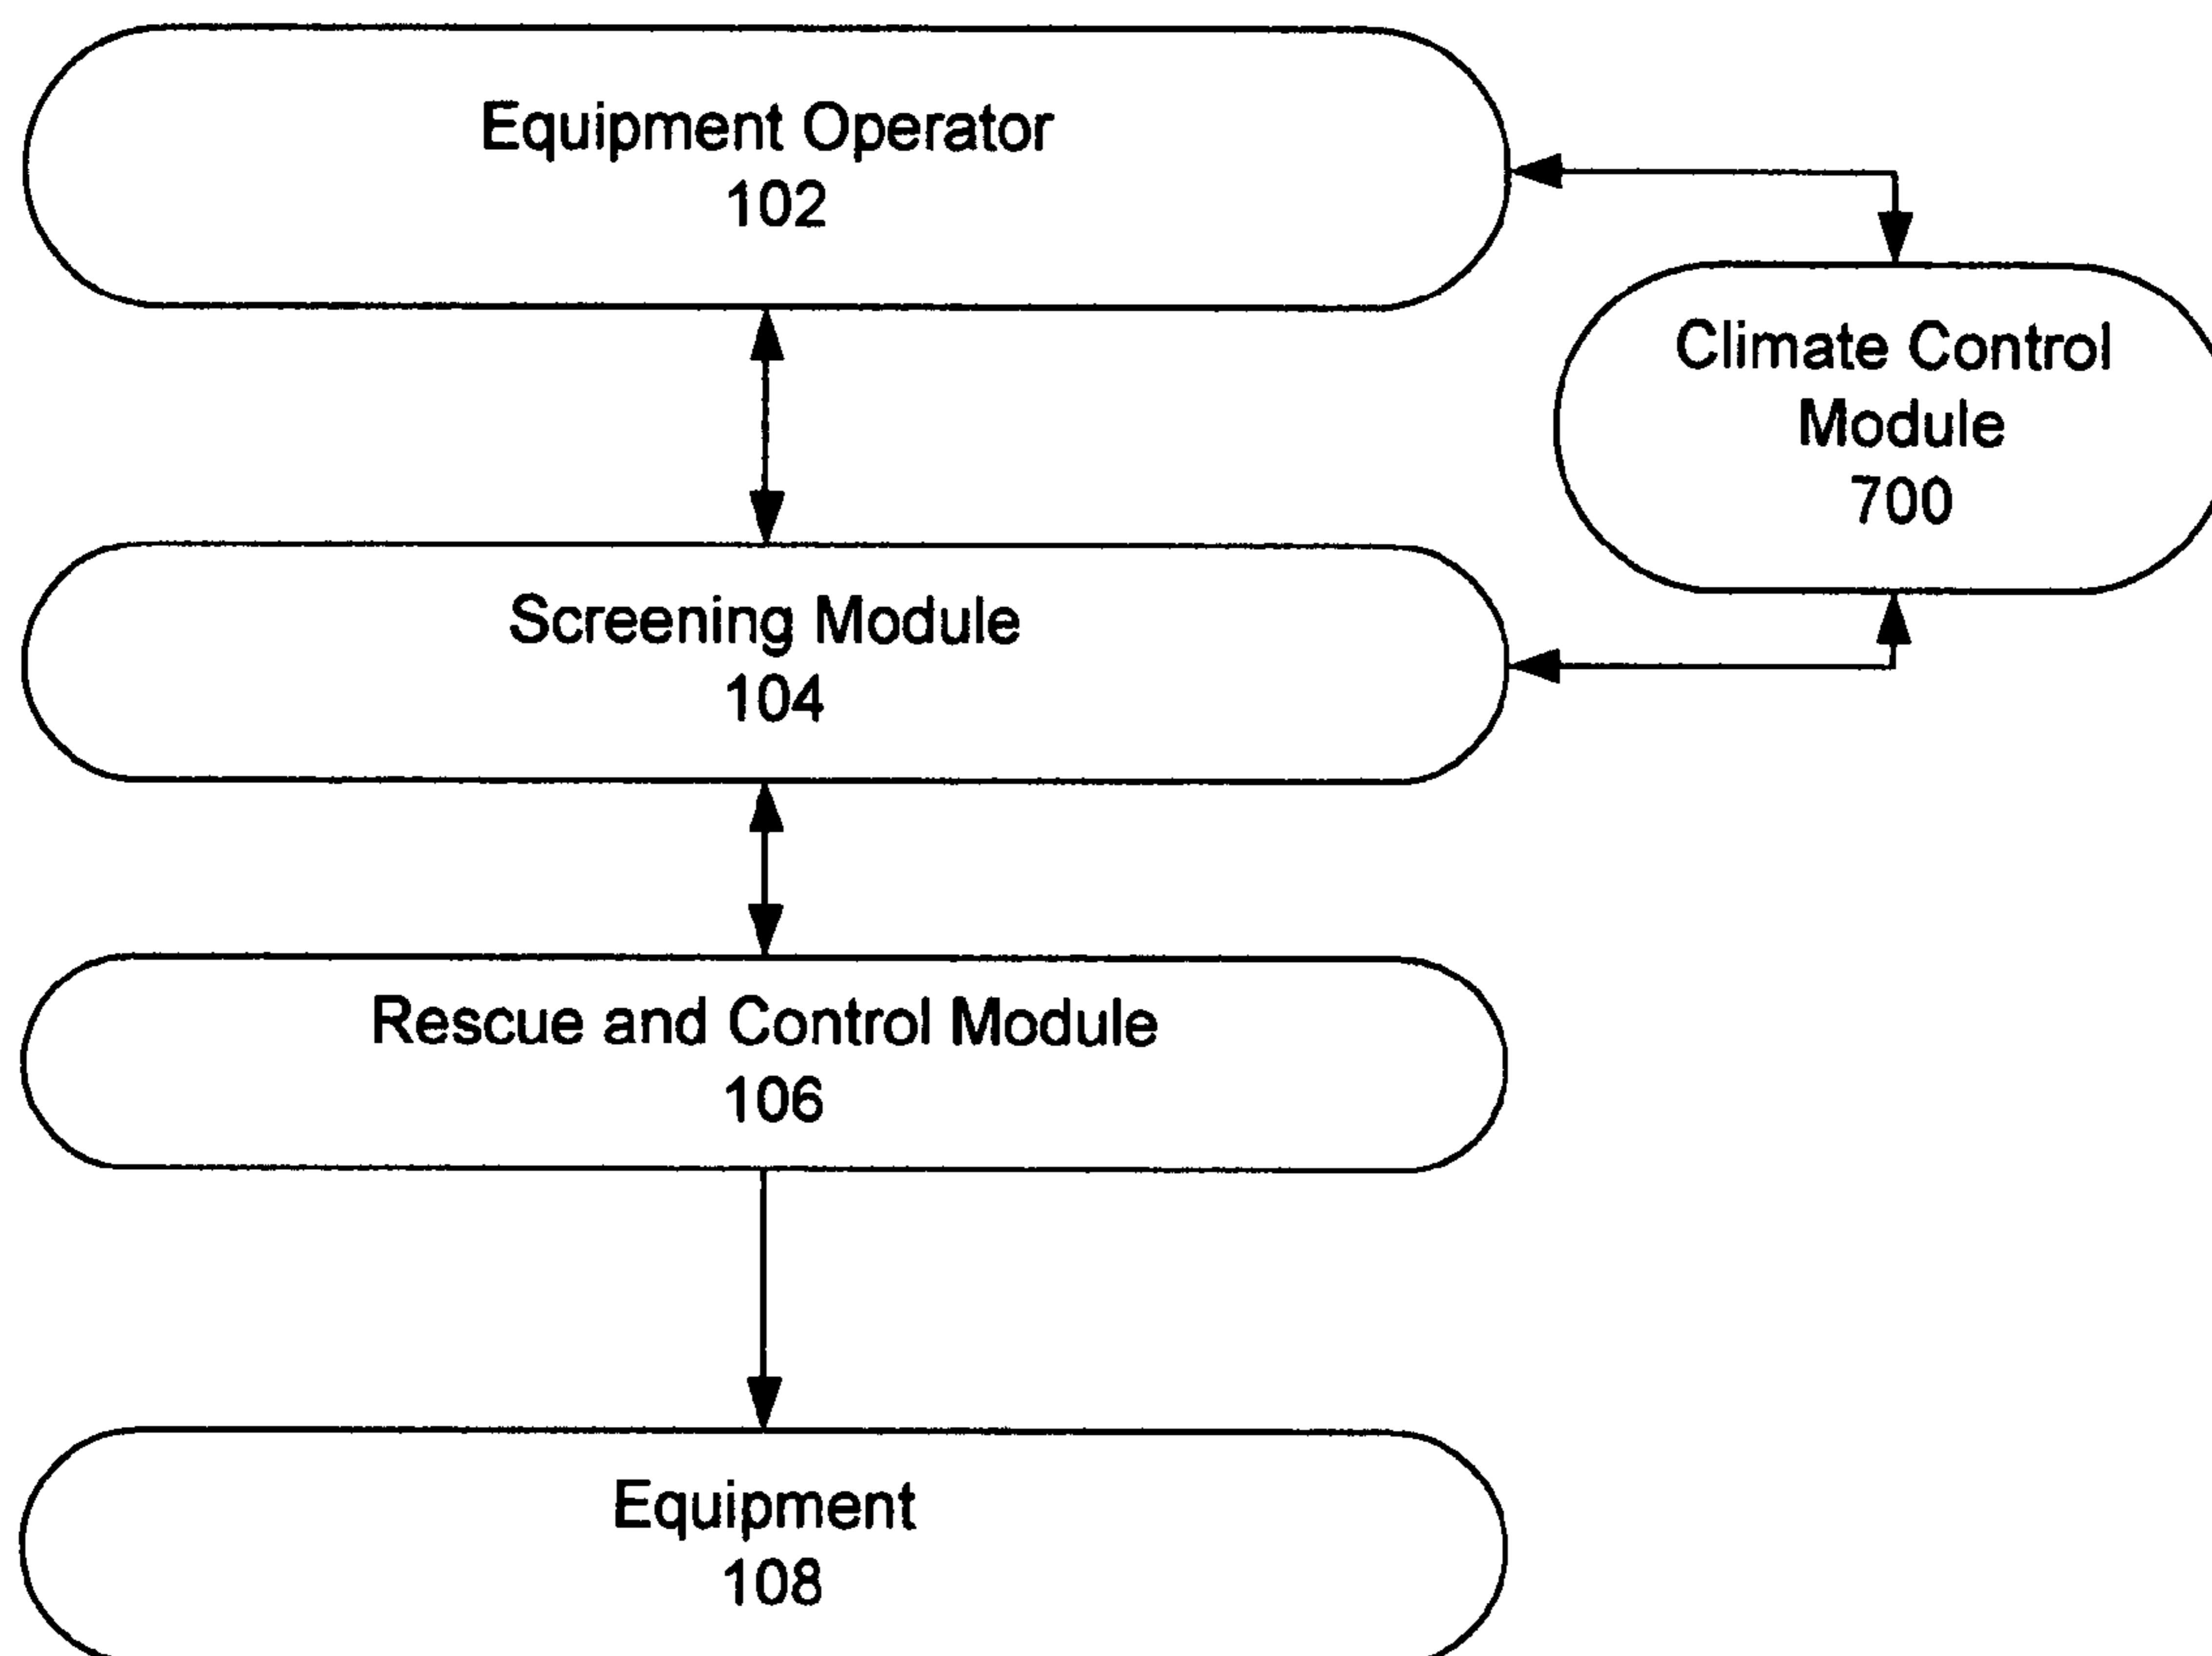 Equipment Operator
102
Climate Control
Module
700
Screening Module
104
Rescue and Control Module
106
Equipment
108